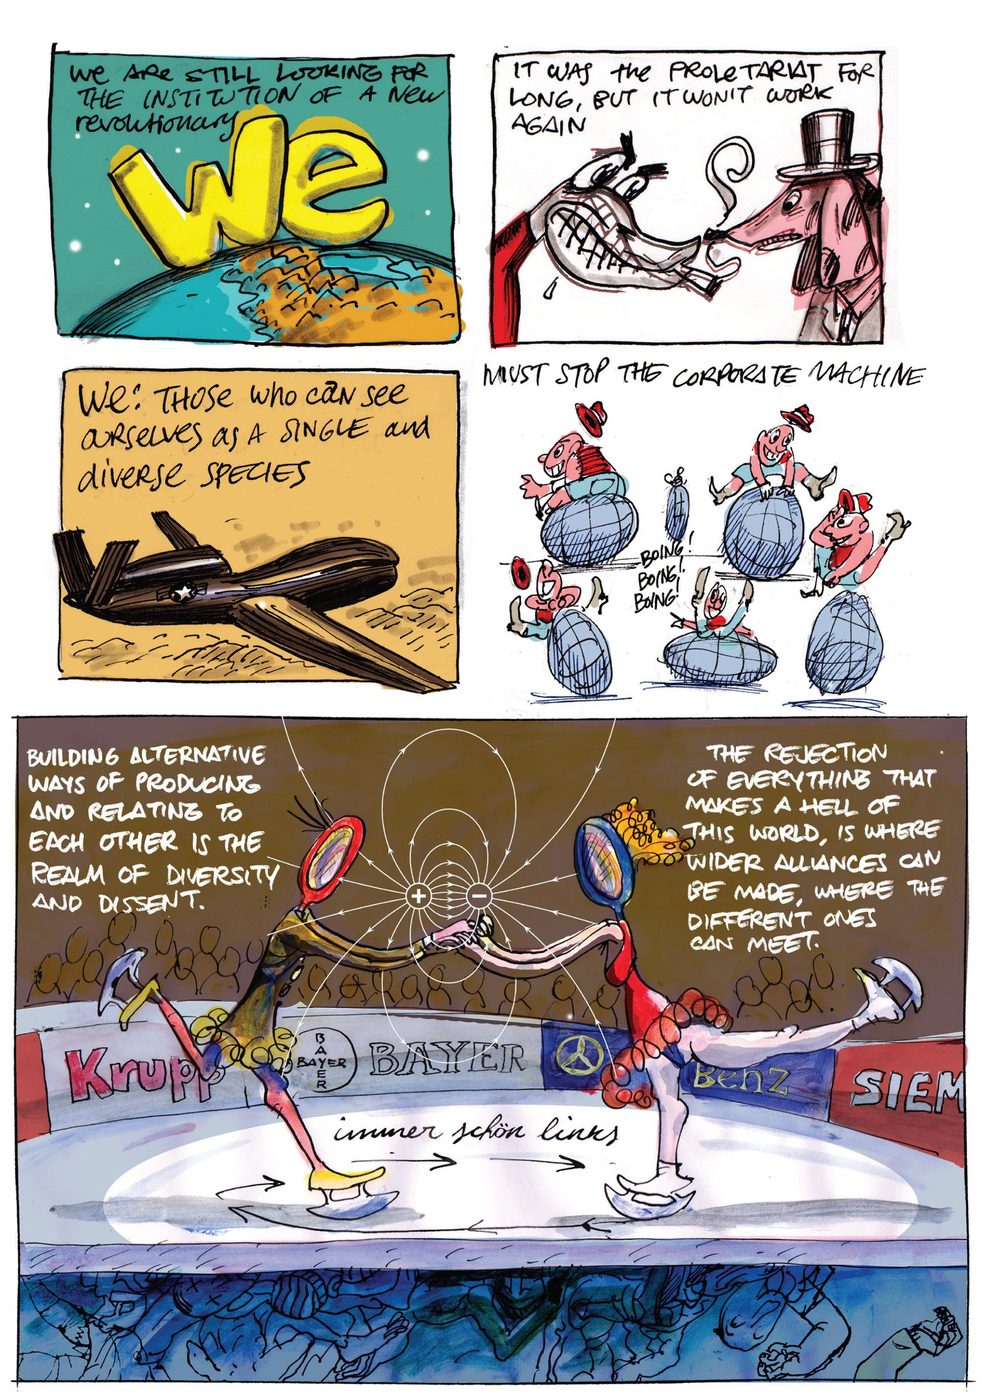 WE ARE STILL LOOKING FOR
THE INSTITUTION OF A NEW
revolutionary
We
IT WAS the PROLETARIAT FOR
LONG, BUT IT WON'T WORK
AGAIN
We: THOSE who can see
ourselves as A SINGLE and
diverse SPECIES
MUST STOP THE CORPORATE MACHINE
BOING!
BOING!
BOING!
BUILDING ALTERNATIVE
WAYS OF PRODUCING
AND RELATING TO
EACH OTHER IS THE
REALM OF DIVERSITY
AND DISSENT.
THE REJECTION
OF EVERYTHING THAT
MAKES A HELL OF
THIS WORLD, IS WHERE
WIDER ALLIANCES CAN
BE MADE, WHERE THE
DIFFERENT ONES
CAN MEET.
+ −
Krupp
BAYER
BAYER
BAYER
Benz
SIEM
immer schön links